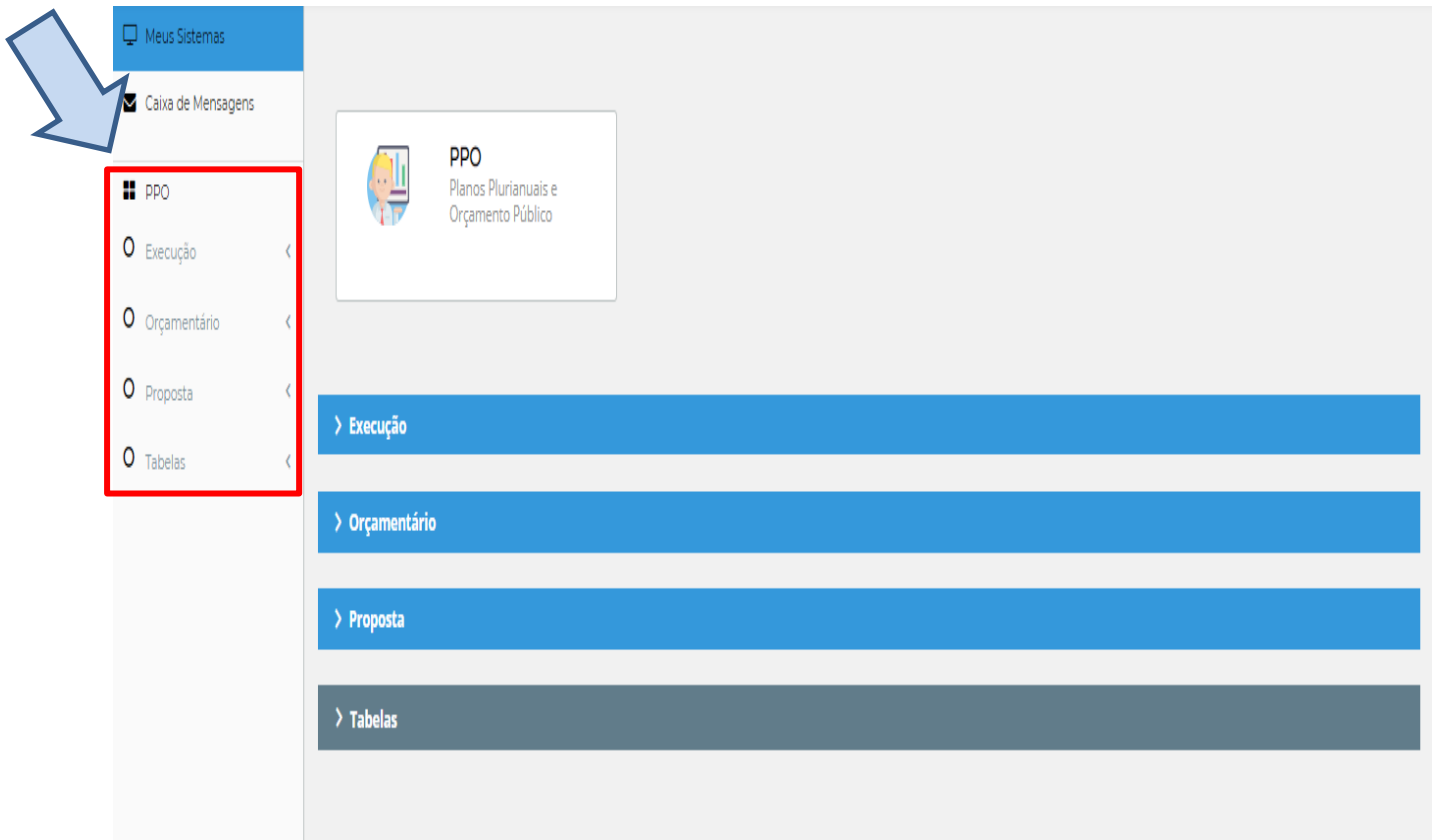 Meus Sistemas
Caixa de Mensagens
PPO
Execução
Orçamentário
Proposta
Tabelas
PPO
Planos Plurianuais e
Orçamento Público
Execução
Orçamentário
Proposta
Tabelas